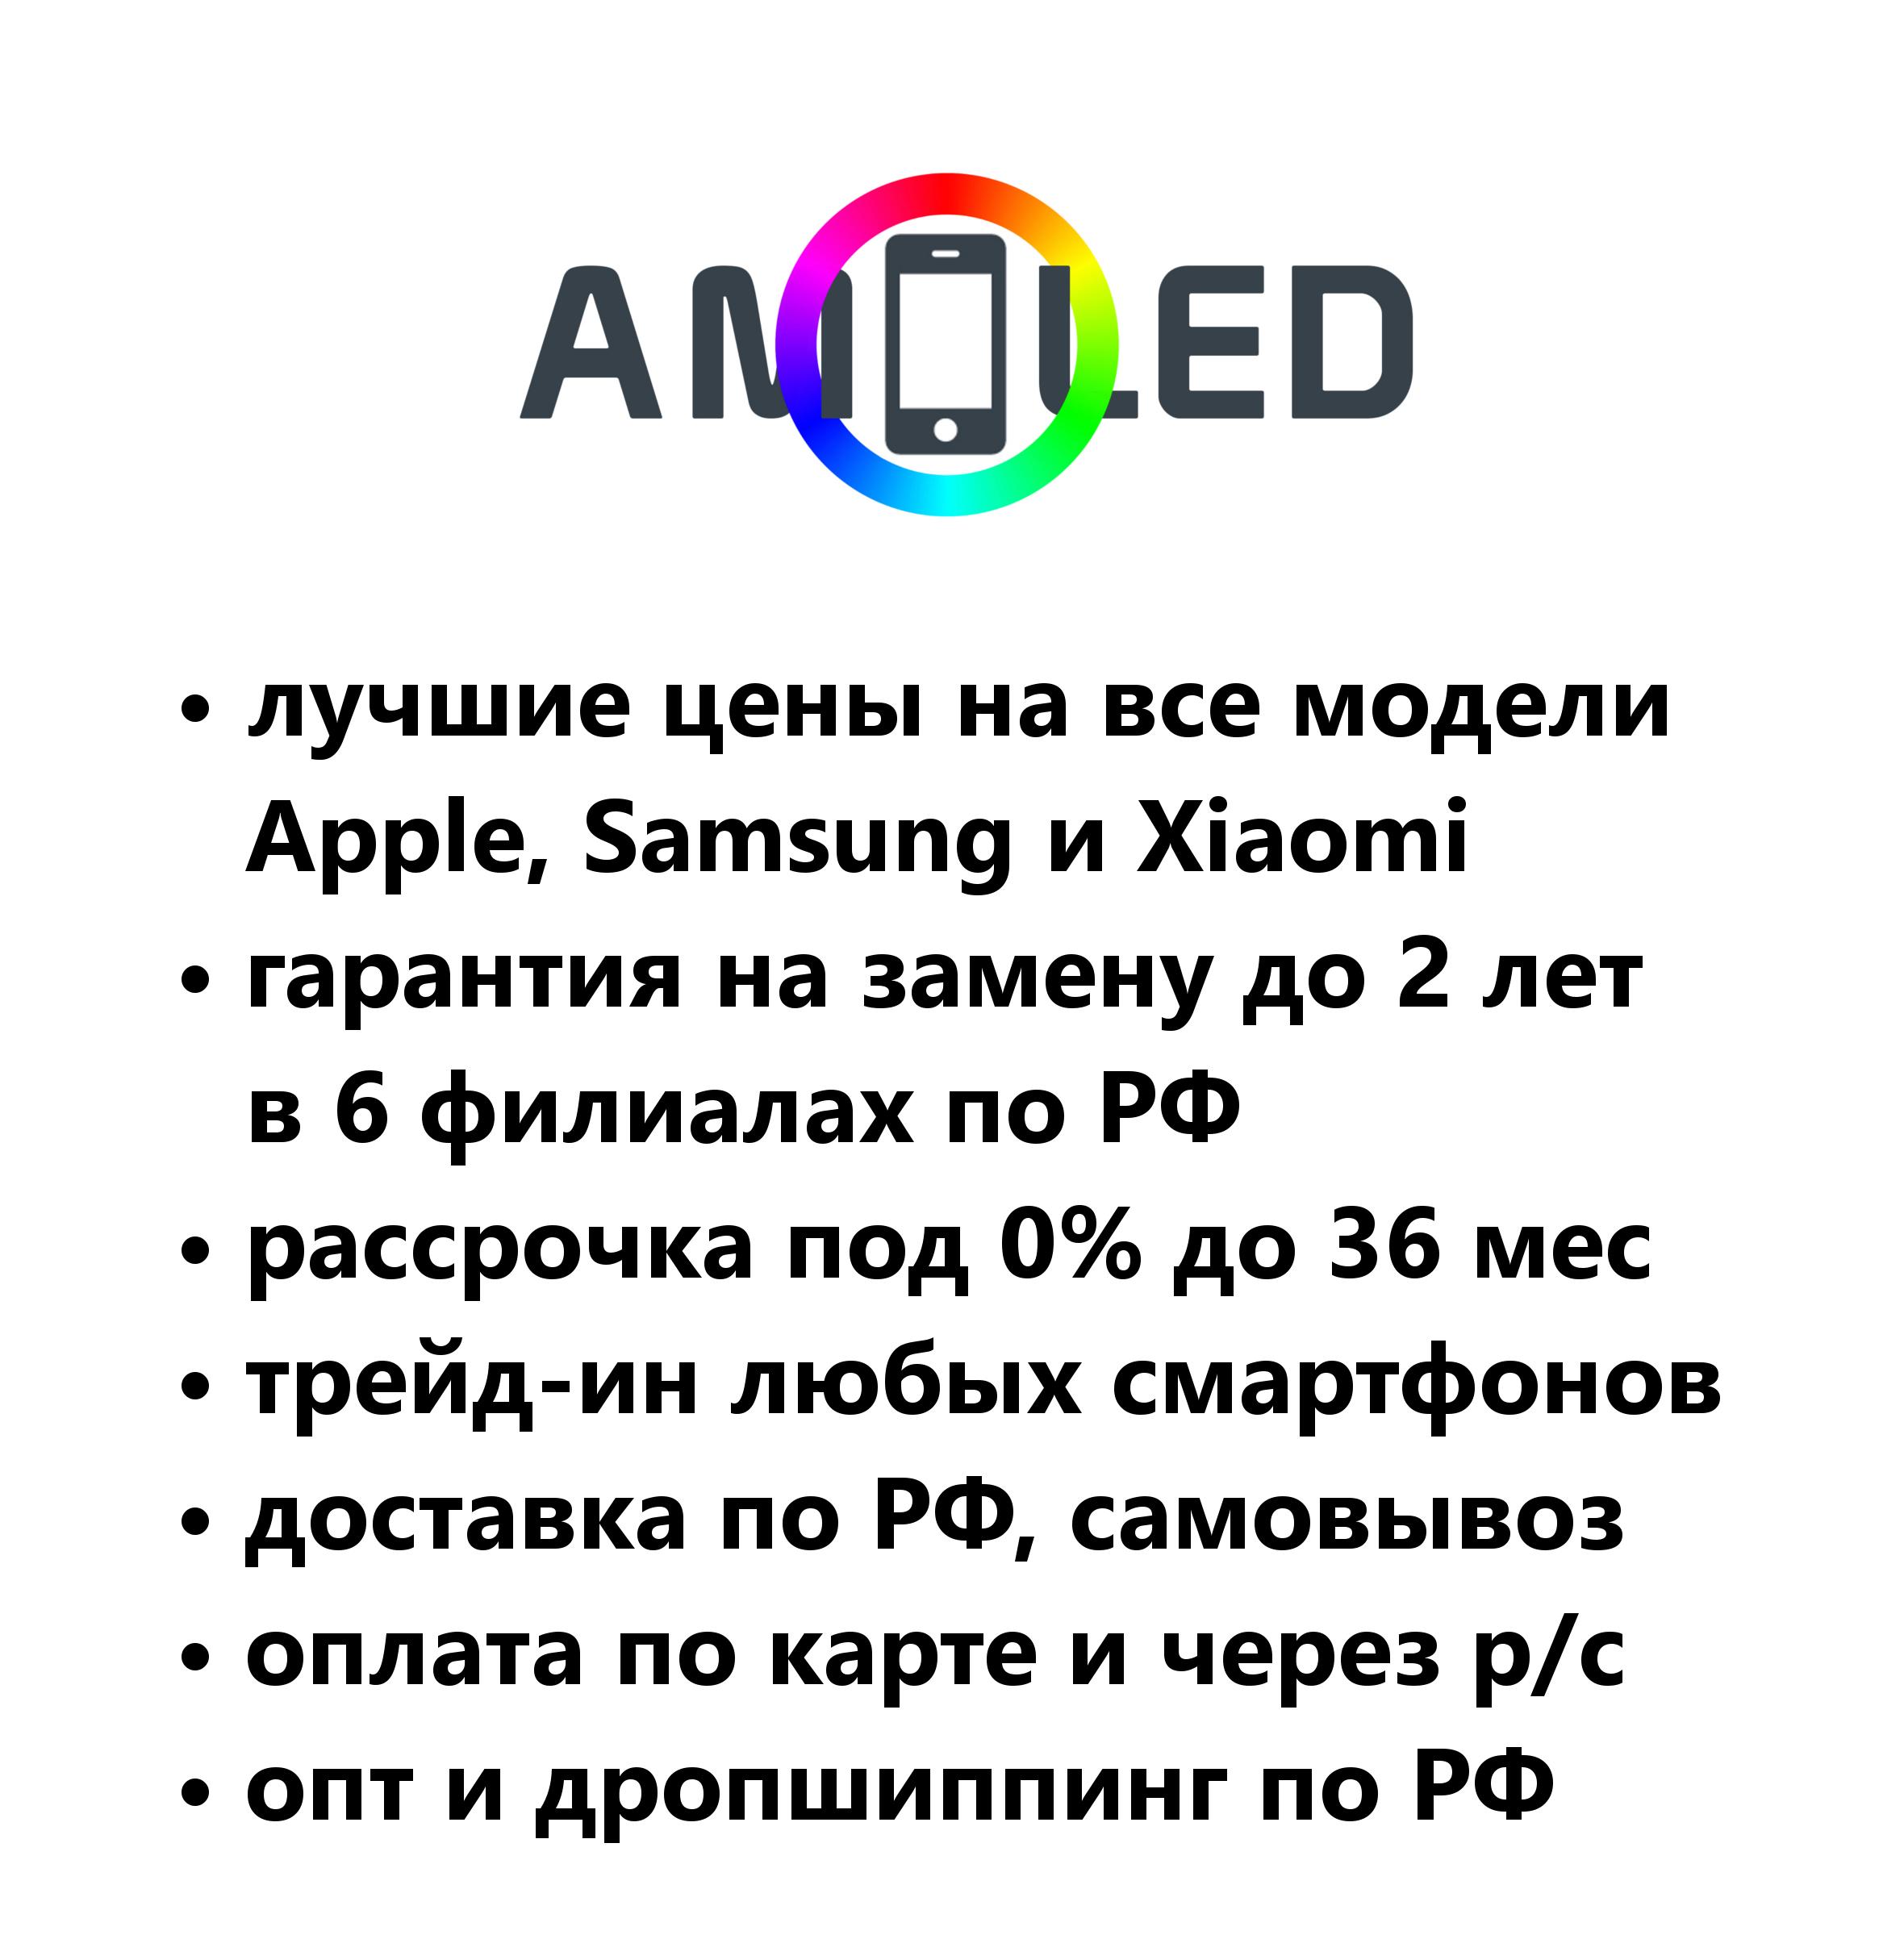 AMOLED
• лучшие цены на все модели
Apple, Samsung и Xiaomi
• гарантия на замену до 2 лет
в 6 филиалах по РФ
• рассрочка под 0% до 36 мес
• трейд-ин любых смартфонов
• доставка по РФ, самовывоз
• оплата по карте и через р/с
• опт и дропшиппинг по РФ